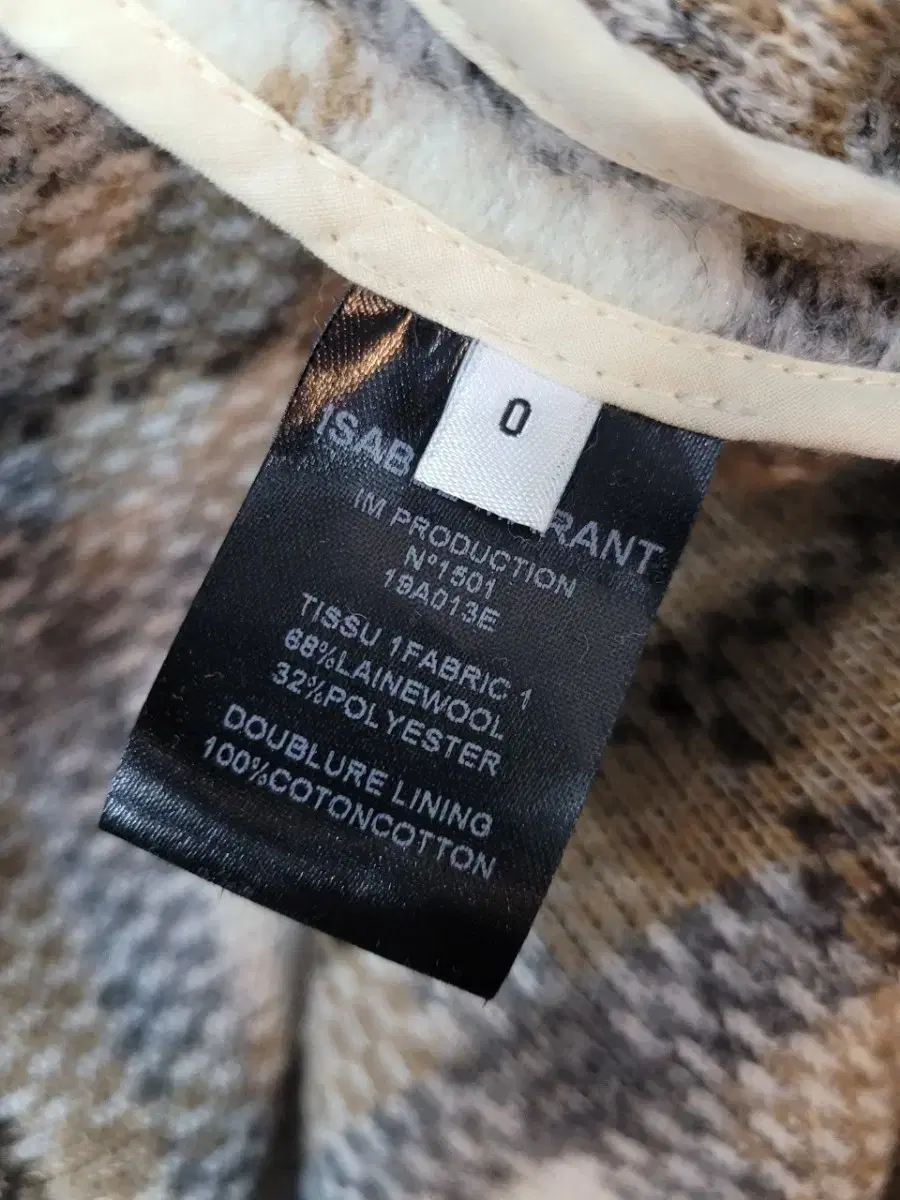 0
ISAB RANT
IM PRODUCTION
N°1501
19A013E
TISSU 1FABRIC 1
68%LAINEWOOL
32%POLYESTER
DOUBLURE LINING
100%COTONCOTTON